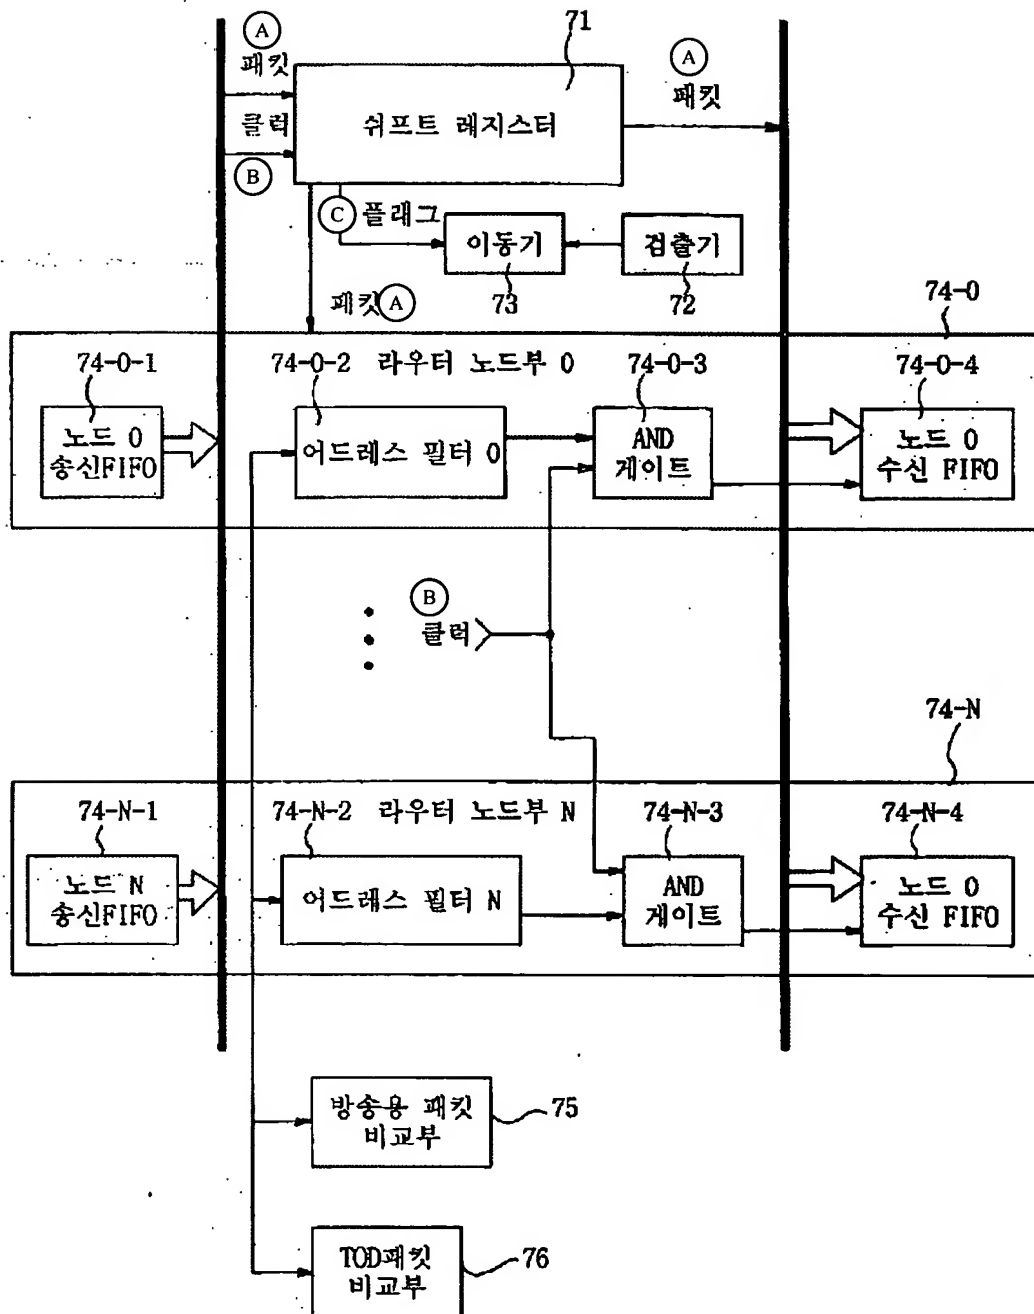 71
A
패킷
A
패킷
클럭
B
쉬프트 레지스터
C 플래그
이동기
검출기
73
72
패킷 A
74-0
74-0-1
74-0-2 라우터 노드부 0
74-0-3
74-0-4
노드 0
송신FIFO
어드레스 필터 0
AND
게이트
노드 0
수신 FIFO
B
클럭
74-N
74-N-1
74-N-2 라우터 노드부 N
74-N-3
74-N-4
노드 N
송신FIFO
어드레스 필터 N
AND
게이트
노드 0
수신 FIFO
방송용 패킷
비교부
75
TOD패킷
비교부
76